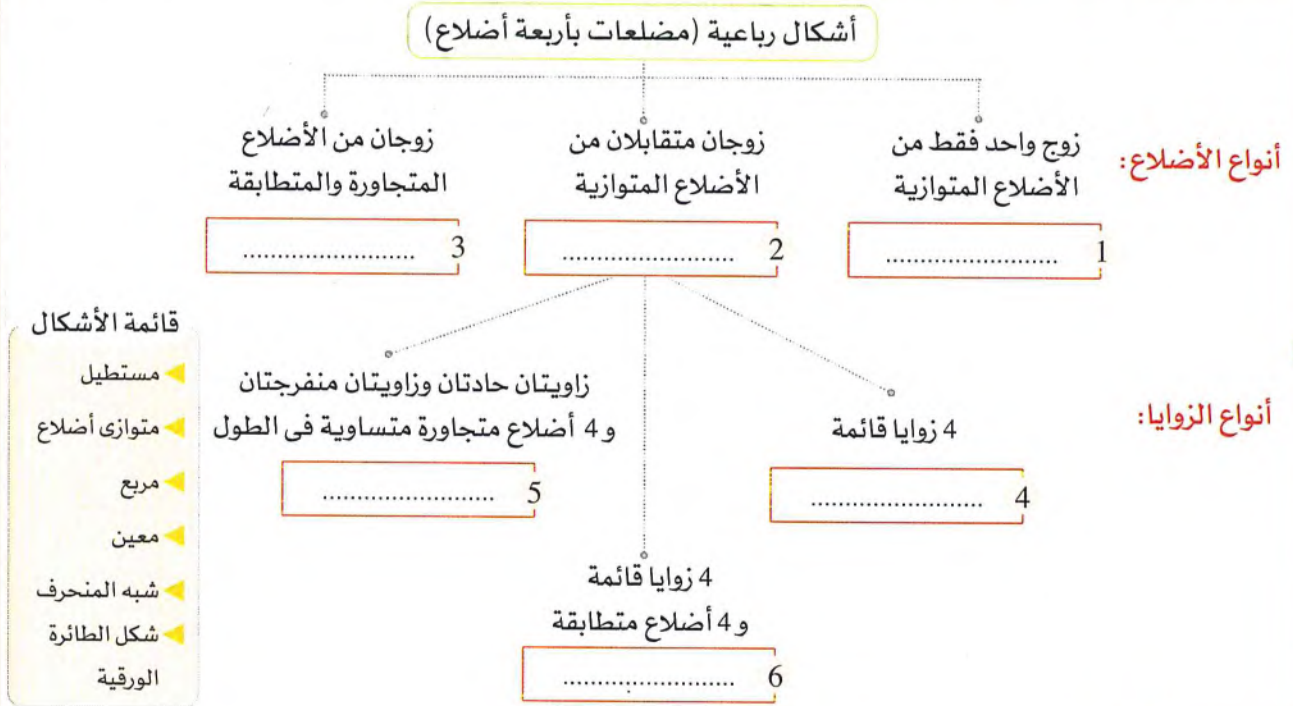 أشكال رباعية (مضلعات بأربعة أضلاع)
أنواع الأضلاع:
زوج واحد فقط من
الأضلاع المتوازية
1 ........................
زوجان متقابلان من
الأضلاع المتوازية
2 ........................
زوجان من الأضلاع
المتجاورة والمتطابقة
3 ........................
أنواع الزوايا:
4 زوايا قائمة
4 ........................
زاويتان حادتان وزاويتان منفرجتان
و 4 أضلاع متجاورة متساوية فى الطول
5 ........................
4 زوايا قائمة
و 4 أضلاع متطابقة
6 ........................
قائمة الأشكال
مستطيل
متوازى أضلاع
مربع
معين
شبه المنحرف
شكل الطائرة
الورقية